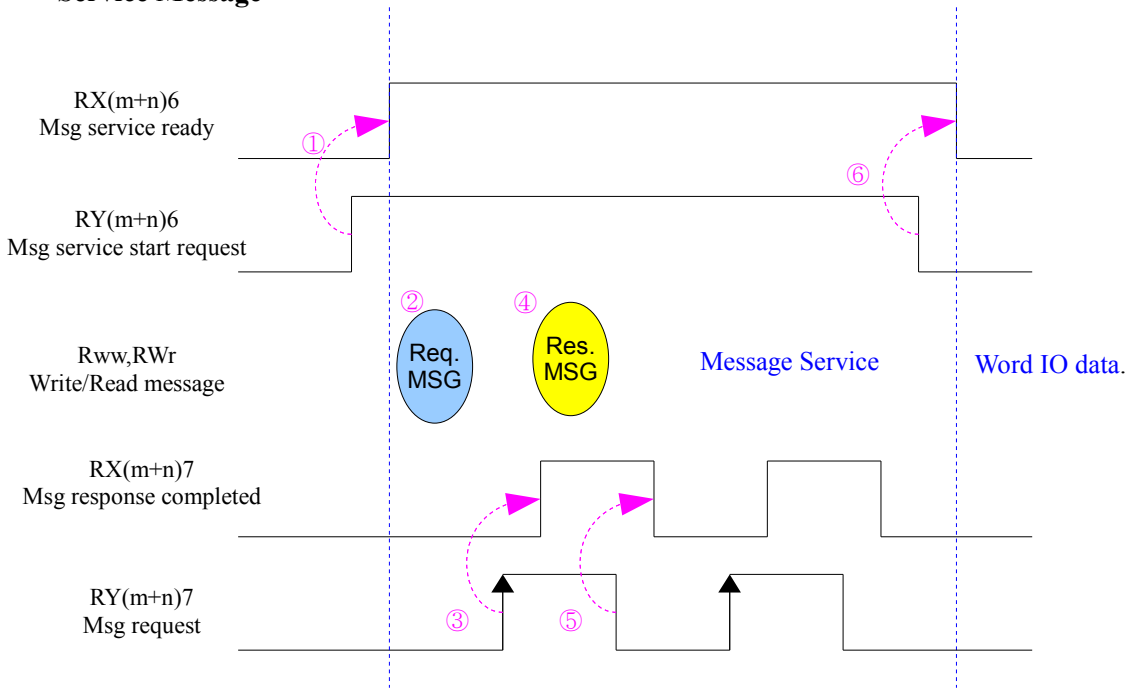 Service Message
RX(m+n)6
Msg service ready
①
⑥
RY(m+n)6
Msg service start request
②
④
Rww,RWr
Write/Read message
Req.
MSG
Res.
MSG
Message Service
Word IO data.
RX(m+n)7
Msg response completed
RY(m+n)7
Msg request
③
⑤